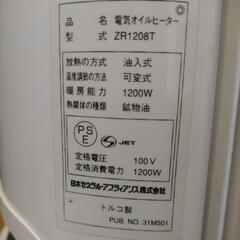 品名 電気オイルヒーター
型式 ZR1208T
放熱の方式 油入式
温度調節の方式 可変式
暖房能力 1200W
熱媒体の種類 鉱物油
PS
E
JET
定格電圧 100V
定格消費電力 1200W
日本ゼネラル・アプライアンス株式会社
トルコ製
PUB. NO. 31M501